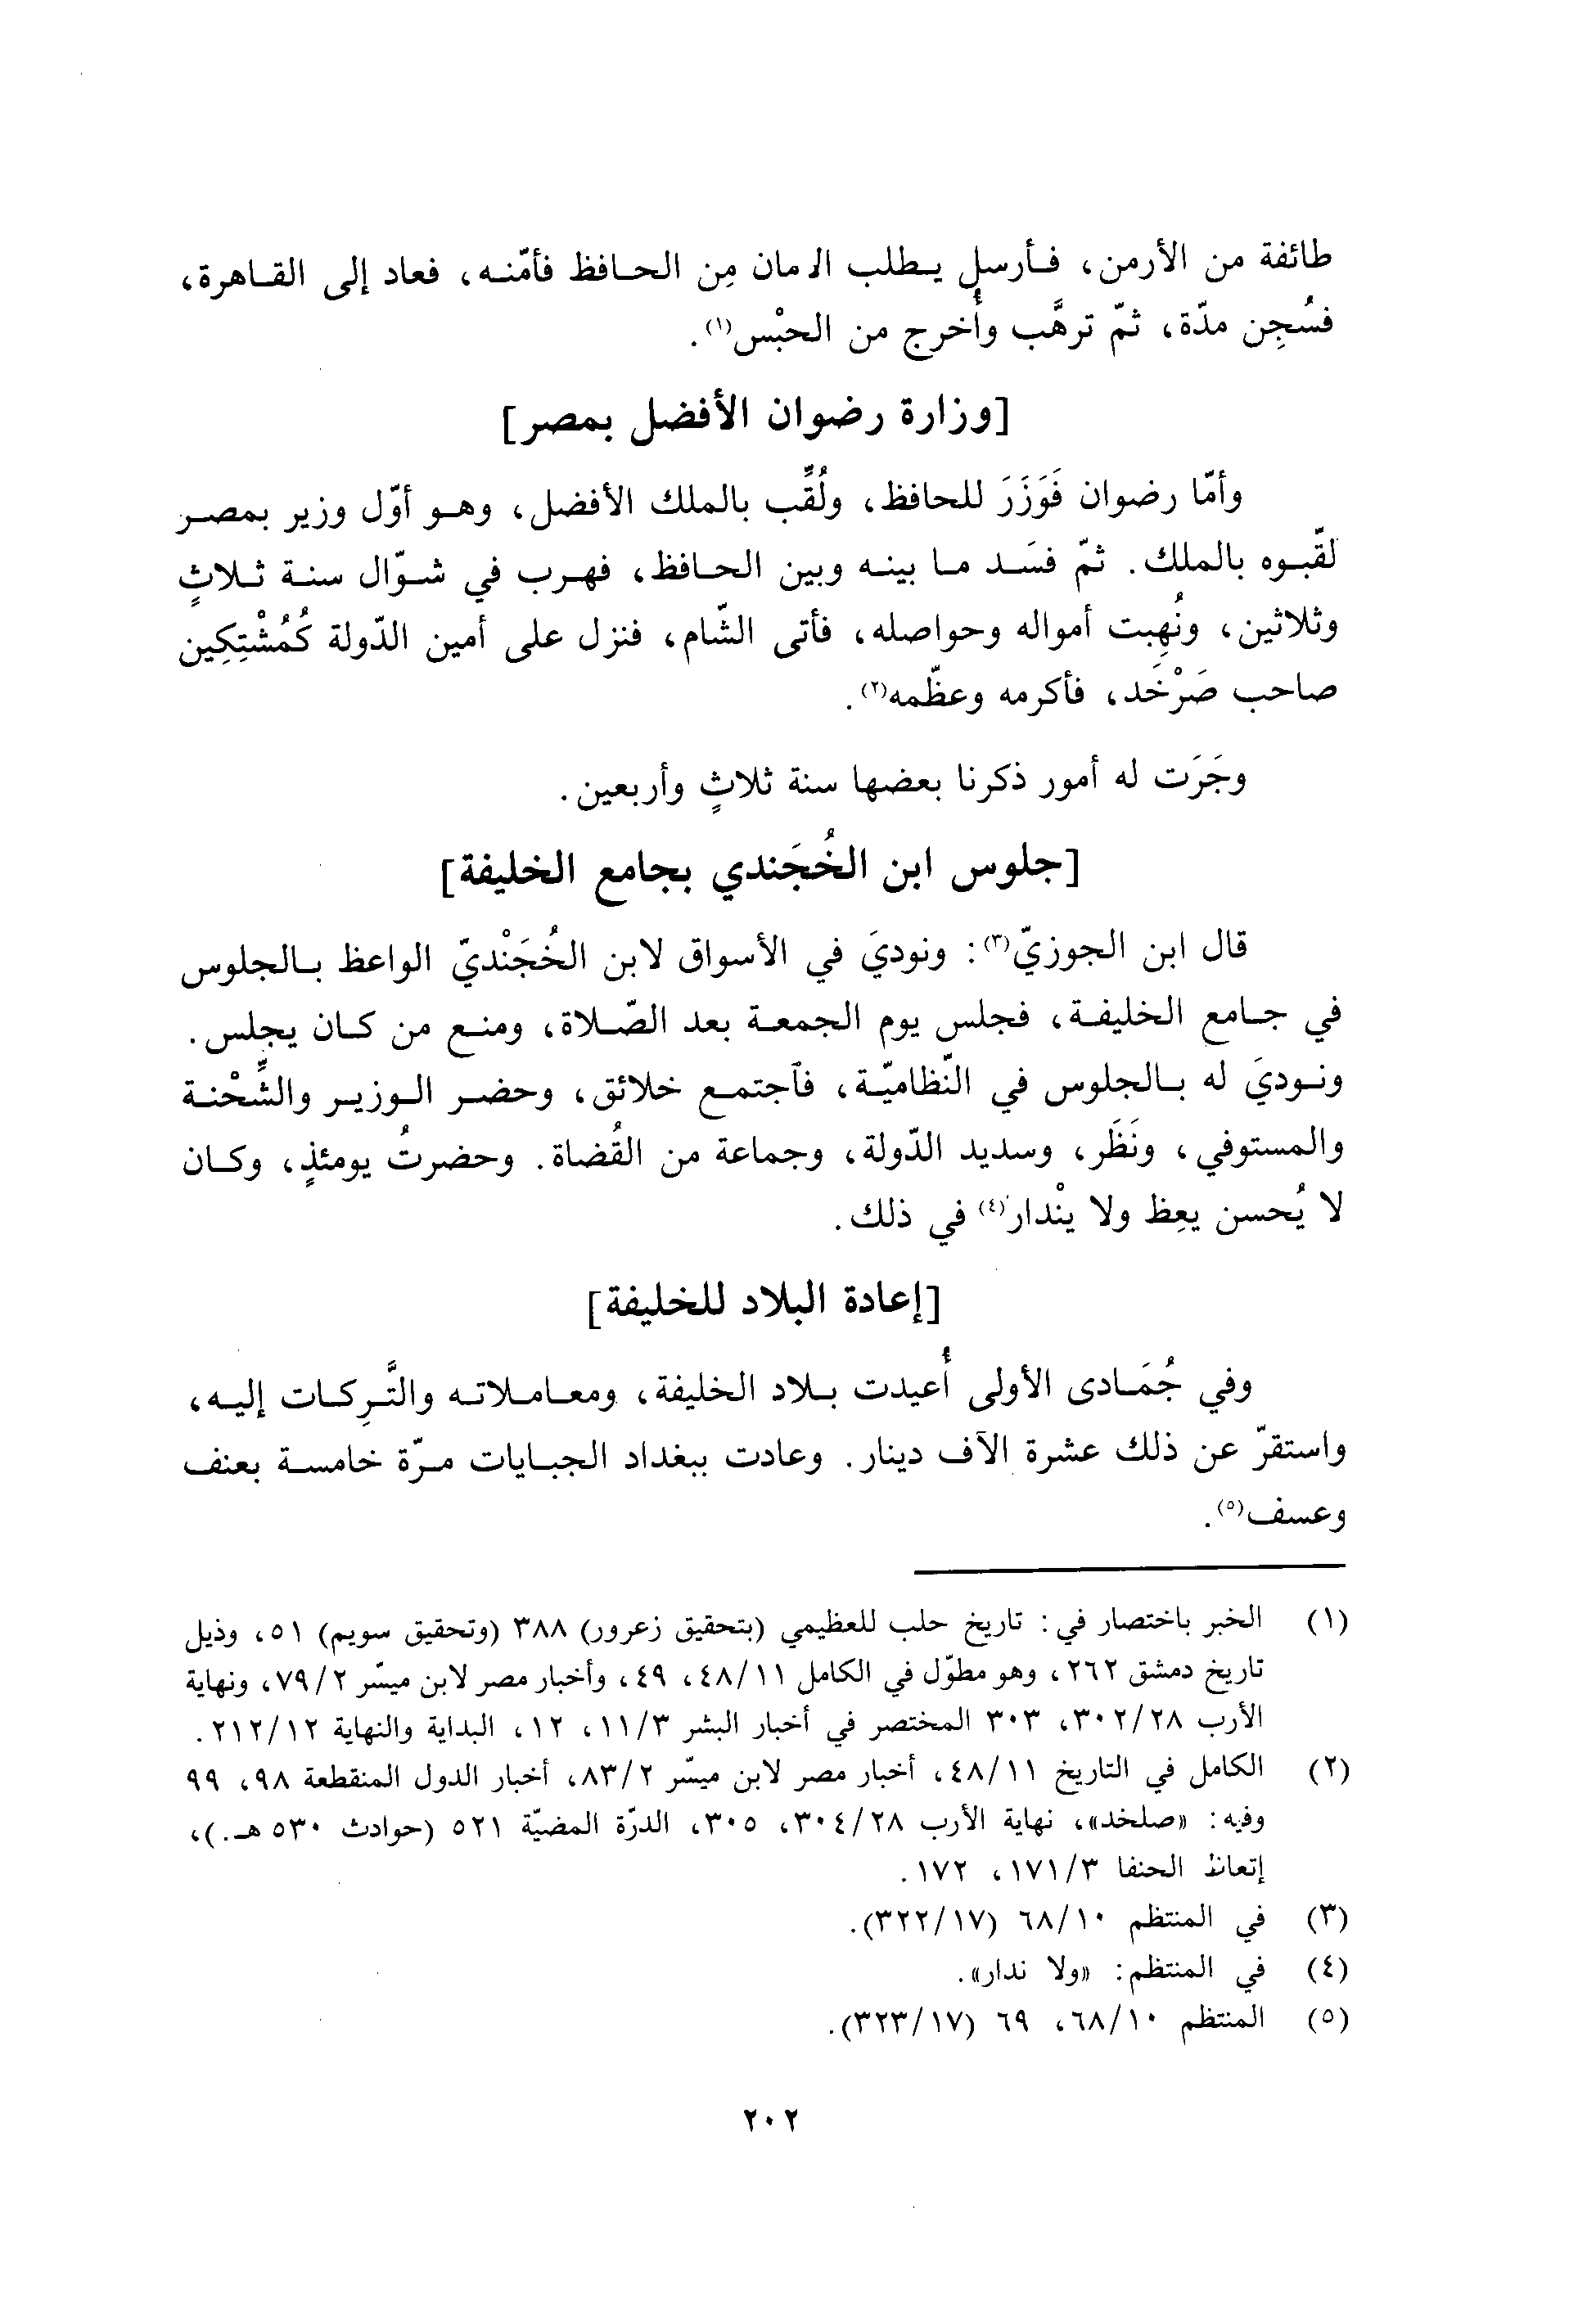 طائفة من الأرمن، فأرسل يطلب الامان مِن الحافظ فأمّنه، فعاد إلى القاهرة،
فسُجِن مدّة، ثمّ ترهَّب وأُخرج من الحبْس(١).
[وزارة رضوان الأفضل بمصر]
وأمّا رضوان فَوَزَرَ للحافظ، ولُقِّب بالملك الأفضل، وهو أوّل وزير بمصر
لقّبوه بالملك. ثمّ فسَد ما بينه وبين الحافظ، فهرب في شوّال سنة ثلاثٍ
وثلاثين، ونُهِبت أمواله وحواصله، فأتى الشّام، فنزل على أمين الدّولة كُمُشْتِكِين
صاحب صَرْخَد، فأكرمه وعظّمه(٢).
وجَرَت له أمور ذكرنا بعضها سنة ثلاثٍ وأربعين.
[جلوس ابن الخُجَندي بجامع الخليفة]
قال ابن الجوزيّ(٣): ونوديَ في الأسواق لابن الخُجَنْديّ الواعظ بالجلوس
في جامع الخليفة، فجلس يوم الجمعة بعد الصّلاة، ومنع من كان يجلس.
ونوديَ له بالجلوس في النّظاميّة، فآجتمع خلائق، وحضر الوزير والشِّحْنة
والمستوفي، ونَظَر، وسديد الدّولة، وجماعة من القُضاة. وحضرتُ يومئذٍ، وكان
لا يُحسن يعِظ ولا ينْدار(٤) في ذلك.
[إعادة البلاد للخليفة]
وفي جُمَادى الأولى أُعيدت بلاد الخليفة، ومعاملاته والتَّرِكات إليه،
واستقرّ عن ذلك عشرة الآف دينار. وعادت ببغداد الجبايات مرّة خامسة بعنف
وعسف(٥).
(١) الخبر باختصار في: تاريخ حلب للعظيمي (بتحقيق زعرور) ٣٨٨ (وتحقيق سويم) ٥١، وذيل
تاريخ دمشق ٢٦٢، وهو مطوّل في الكامل ٤٨/١١، ٤٩، وأخبار مصر لابن ميسّر ٧٩/٢، ونهاية
الأرب ٣٠٢/٢٨، ٣٠٣ المختصر في أخبار البشر ١١/٣، ١٢، البداية والنهاية ٢١٢/١٢.
(٢) الكامل في التاريخ ٤٨/١١، أخبار مصر لابن ميسّر ٨٣/٢، أخبار الدول المنقطعة ٩٨، ٩٩
وفيه: «صلخد»، نهاية الأرب ٣٠٤/٢٨، ٣٠٥، الدرّة المضيّة ٥٢١ (حوادث ٥٣٠ هـ.)،
إتعاظ الحنفا ١٧١/٣، ١٧٢.
(٣) في المنتظم ٦٨/١٠ (٣٢٢/١٧).
(٤) في المنتظم: «ولا ندار».
(٥) المنتظم ٦٨/١٠، ٦٩ (٣٢٣/١٧).
٢٠٢